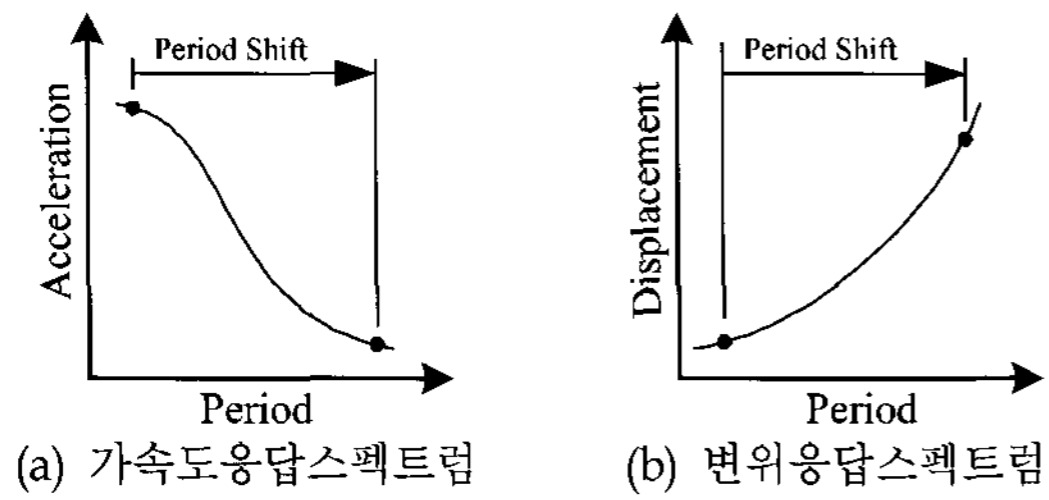 Period Shift
Acceleration
Period
(a) 가속도응답스펙트럼
Period Shift
Displacement
Period
(b) 변위응답스펙트럼